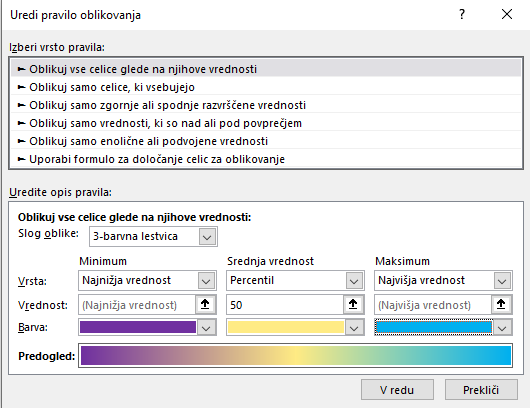 Uredi pravilo oblikovanja ? ×
Izberi vrsto pravila:
► Oblikuj vse celice glede na njihove vrednosti
► Oblikuj samo celice, ki vsebujejo
► Oblikuj samo zgornje ali spodnje razvrščene vrednosti
► Oblikuj samo vrednosti, ki so nad ali pod povprečjem
► Oblikuj samo enolične ali podvojene vrednosti
► Uporabi formulo za določanje celic za oblikovanje
Uredite opis pravila:
Oblikuj vse celice glede na njihove vrednosti:
Slog oblike: 3-barvna lestvica
Minimum Srednja vrednost Maksimum
Vrsta: Najnižja vrednost Percentil Najvišja vrednost
Vrednost: (Najnižja vrednost) 50 (Najvišja vrednost)
Barva:
Predogled:
V redu Prekliči